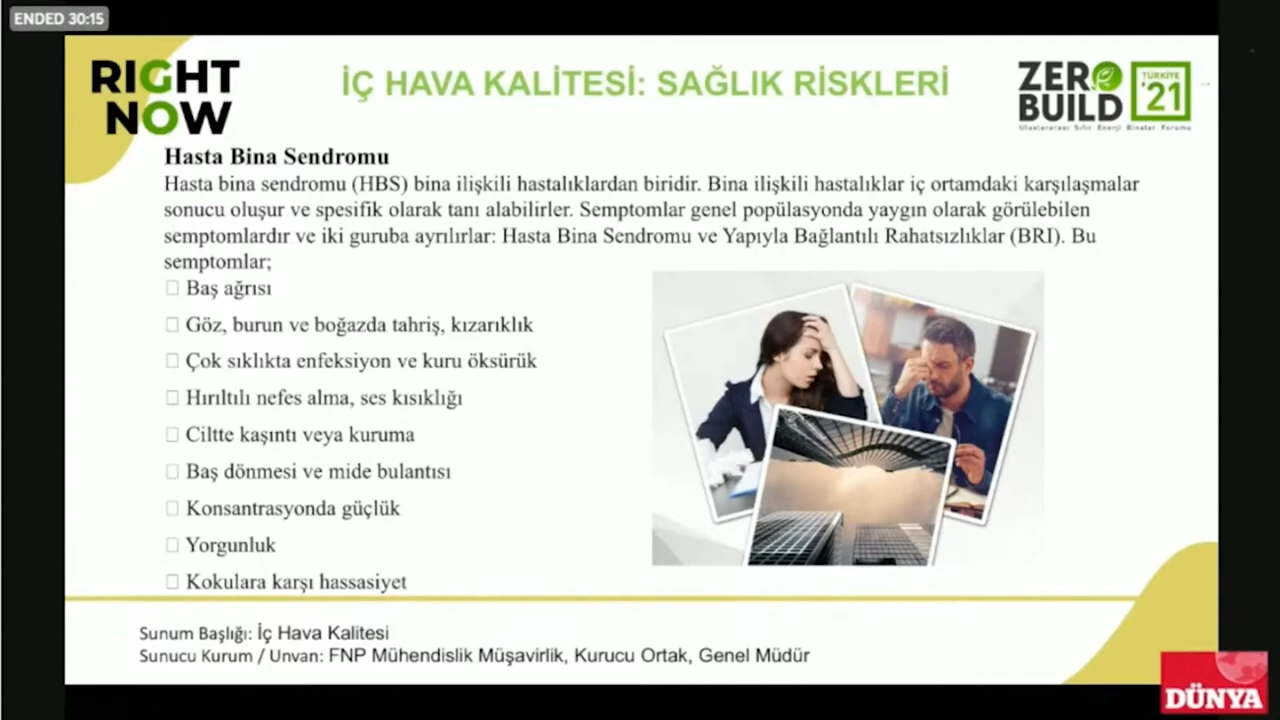 ENDED 30:15
RIGHT
NOW
İÇ HAVA KALİTESİ: SAĞLIK RİSKLERİ
ZERO
BUILD
TÜRKİYE
'21
Uluslararası Sıfır Enerji Binalar Forumu
Hasta Bina Sendromu
Hasta bina sendromu (HBS) bina ilişkili hastalıklardan biridir. Bina ilişkili hastalıklar iç ortamdaki karşılaşmalar
sonucu oluşur ve spesifik olarak tanı alabilirler. Semptomlar genel popülasyonda yaygın olarak görülebilen
semptomlardır ve iki guruba ayrılırlar: Hasta Bina Sendromu ve Yapıyla Bağlantılı Rahatsızlıklar (BRI). Bu
semptomlar;
Baş ağrısı
Göz, burun ve boğazda tahriş, kızarıklık
Çok sıklıkta enfeksiyon ve kuru öksürük
Hırıltılı nefes alma, ses kısıklığı
Ciltte kaşıntı veya kuruma
Baş dönmesi ve mide bulantısı
Konsantrasyonda güçlük
Yorgunluk
Kokulara karşı hassasiyet
Sunum Başlığı: İç Hava Kalitesi
Sunucu Kurum / Unvan: FNP Mühendislik Müşavirlik, Kurucu Ortak, Genel Müdür
DÜNYA